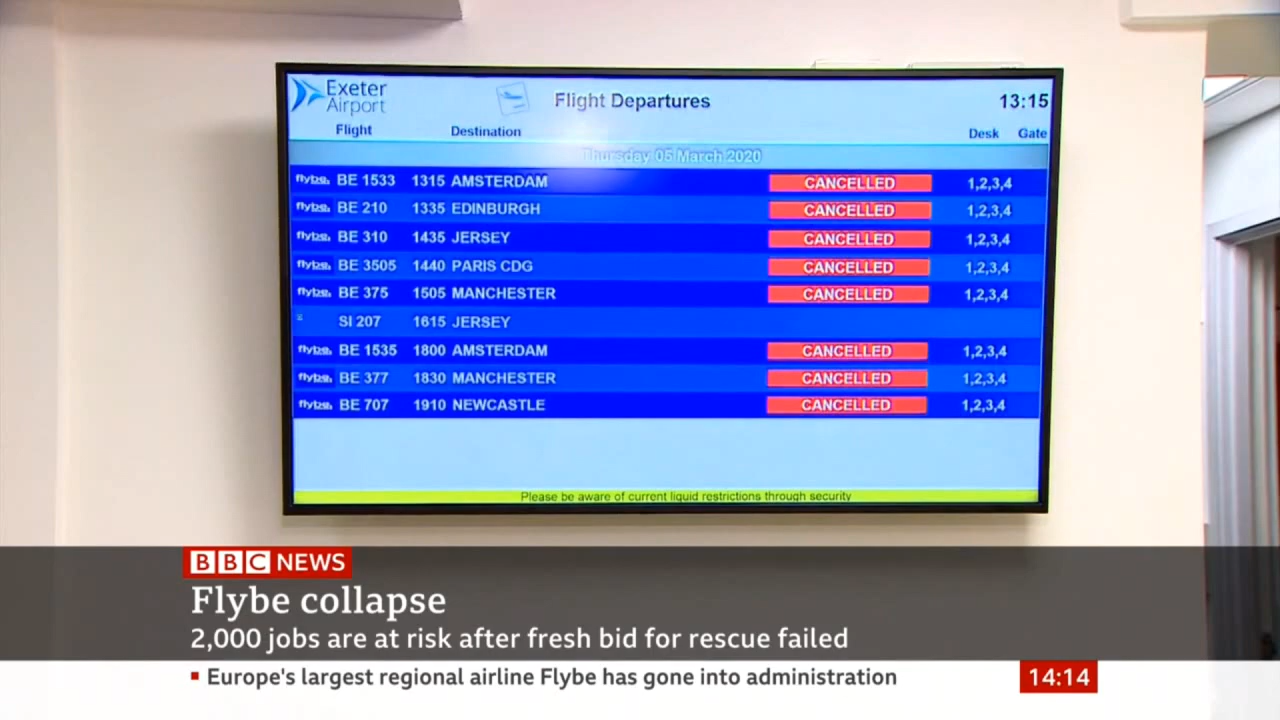 Exeter Airport
Flight Departures
13:15
Flight Destination Desk Gate
Thursday 05 March 2020
flybe. BE 1533 1315 AMSTERDAM CANCELLED 1,2,3,4
flybe. BE 210 1335 EDINBURGH CANCELLED 1,2,3,4
flybe. BE 310 1435 JERSEY CANCELLED 1,2,3,4
flybe. BE 3505 1440 PARIS CDG CANCELLED 1,2,3,4
flybe. BE 375 1505 MANCHESTER CANCELLED 1,2,3,4
SI 207 1615 JERSEY
flybe. BE 1535 1800 AMSTERDAM CANCELLED 1,2,3,4
flybe. BE 377 1830 MANCHESTER CANCELLED 1,2,3,4
flybe. BE 707 1910 NEWCASTLE CANCELLED 1,2,3,4
Please be aware of current liquid restrictions through security
BBC NEWS
Flybe collapse
2,000 jobs are at risk after fresh bid for rescue failed
Europe's largest regional airline Flybe has gone into administration
14:14